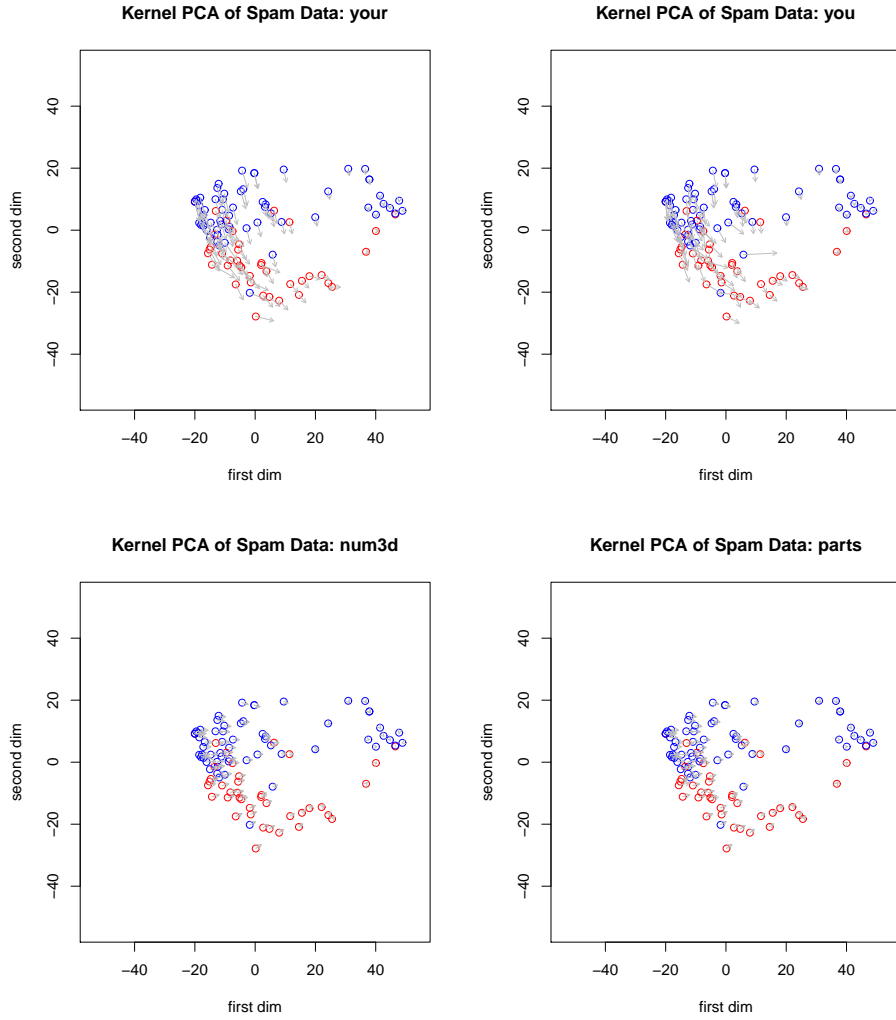 Kernel PCA of Spam Data: your
Kernel PCA of Spam Data: you
40
20
0
−20
−40
second dim
−40 −20 0 20 40
first dim
40
20
0
−20
−40
second dim
−40 −20 0 20 40
first dim
Kernel PCA of Spam Data: num3d
Kernel PCA of Spam Data: parts
40
20
0
−20
−40
second dim
−40 −20 0 20 40
first dim
40
20
0
−20
−40
second dim
−40 −20 0 20 40
first dim